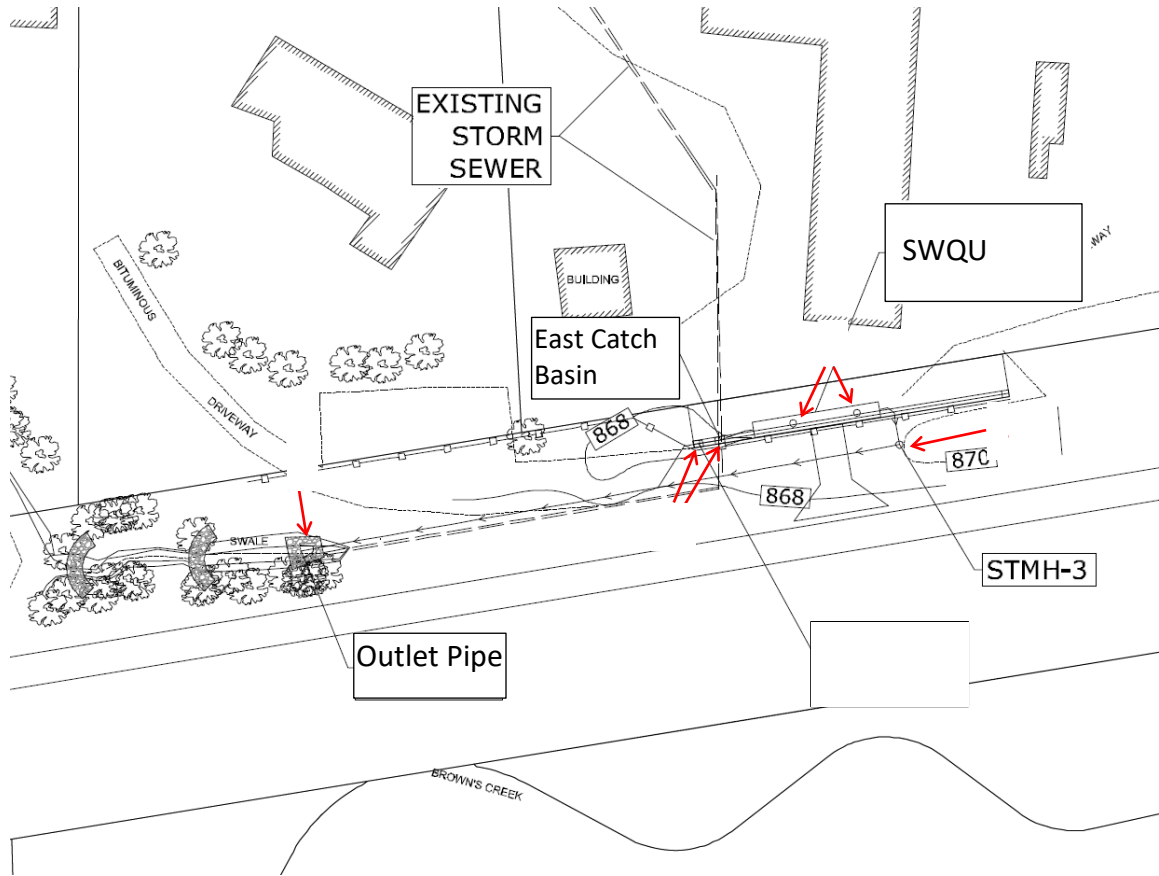 EXISTING
STORM
SEWER
SWQU
WAY
BITUMINOUS
BUILDING
East Catch
Basin
DRIVEWAY
868
870
868
SWALE
STMH-3
Outlet Pipe
BROWN'S CREEK